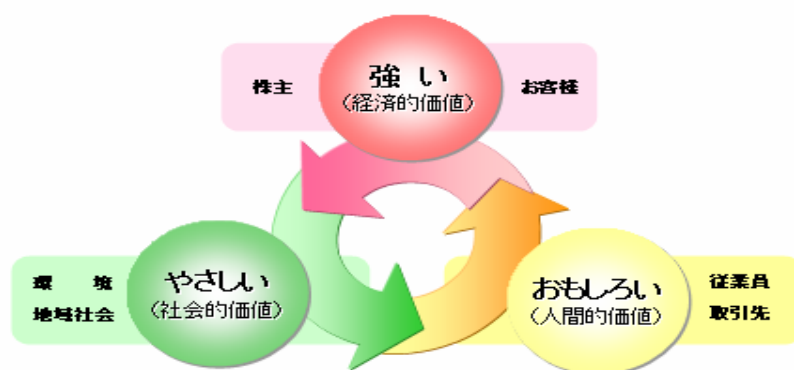 強い
(経済的価値)
株主
お客様
やさしい
(社会的価値)
環　境
地域社会
おもしろい
(人間的価値)
従業員
取引先